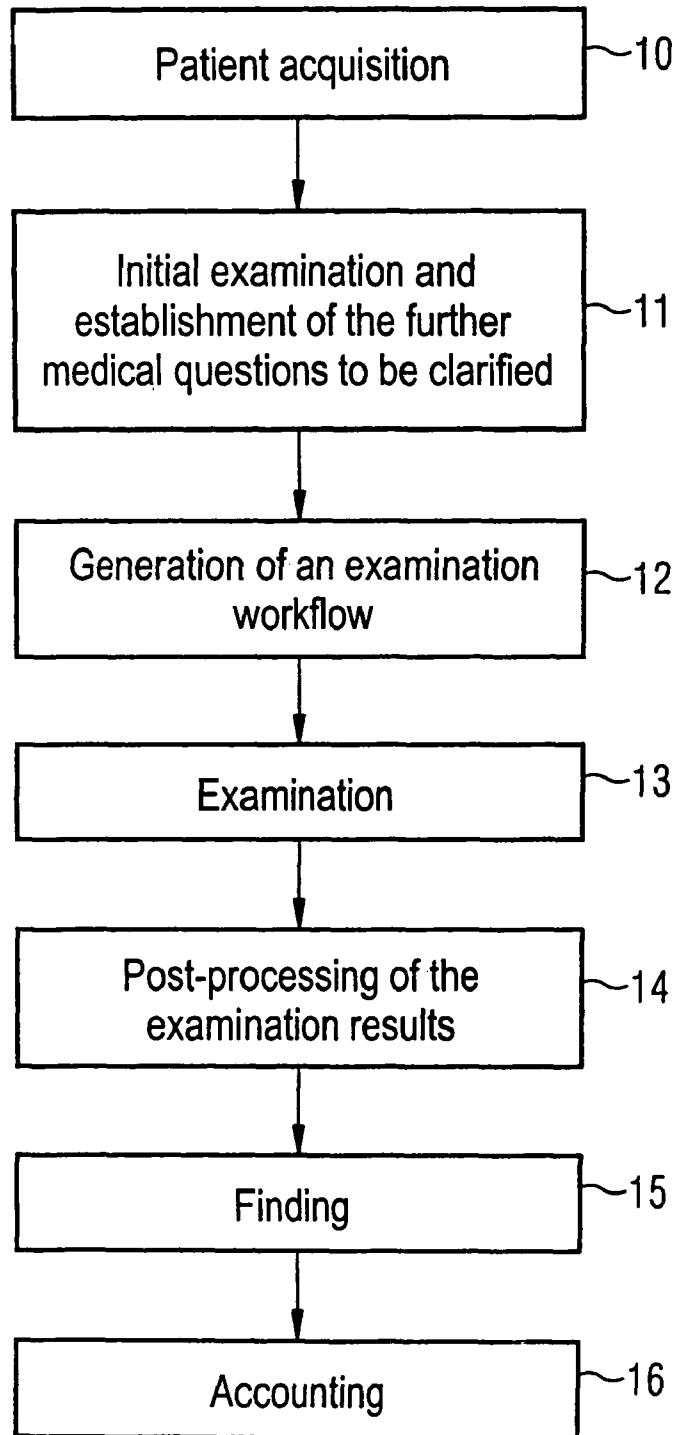 Patient acquisition
10
Initial examination and
establishment of the further
medical questions to be clarified
11
Generation of an examination
workflow
12
Examination
13
Post-processing of the
examination results
14
Finding
15
Accounting
16